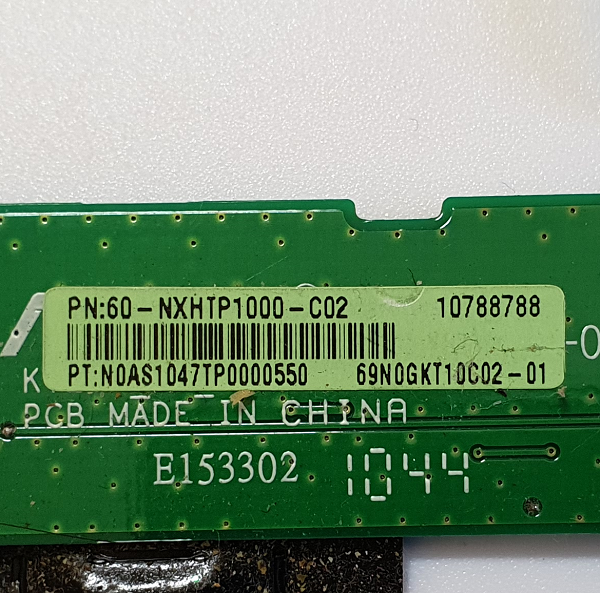 PN:60-NXHTP1000-C02 10788788
PT:N0AS1047TP0000550 69N0GKT10C02-01
K
PCB MADE IN CHINA
E153302 1044